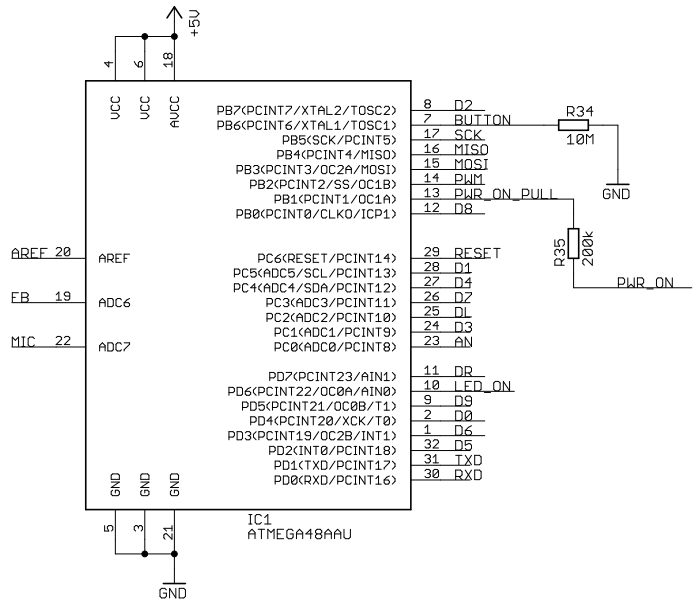 +5V
4 6 18
VCC VCC AVCC
PB7(PCINT7/XTAL2/TOSC2) 8 D2
PB6(PCINT6/XTAL1/TOSC1) 7 BUTTON
PB5(SCK/PCINT5) 17 SCK
PB4(PCINT4/MISO) 16 MISO
PB3(PCINT3/OC2A/MOSI) 15 MOSI
PB2(PCINT2/SS/OC1B) 14 PWM
PB1(PCINT1/OC1A) 13 PWR_ON_PULL
PB0(PCINT0/CLKO/ICP1) 12 D8
R34
10M
GND
R35
200k
PWR_ON
AREF 20 AREF
FB 19 ADC6
MIC 22 ADC7
PC6(RESET/PCINT14) 29 RESET
PC5(ADC5/SCL/PCINT13) 28 D1
PC4(ADC4/SDA/PCINT12) 27 D4
PC3(ADC3/PCINT11) 26 D7
PC2(ADC2/PCINT10) 25 DL
PC1(ADC1/PCINT9) 24 D3
PC0(ADC0/PCINT8) 23 AN
PD7(PCINT23/AIN1) 11 DR
PD6(PCINT22/OC0A/AIN0) 10 LED_ON
PD5(PCINT21/OC0B/T1) 9 D9
PD4(PCINT20/XCK/T0) 2 D0
PD3(PCINT19/OC2B/INT1) 1 D6
PD2(INT0/PCINT18) 32 D5
PD1(TXD/PCINT17) 31 TXD
PD0(RXD/PCINT16) 30 RXD
GND GND GND
5 3 21
IC1
ATMEGA48AAU
GND